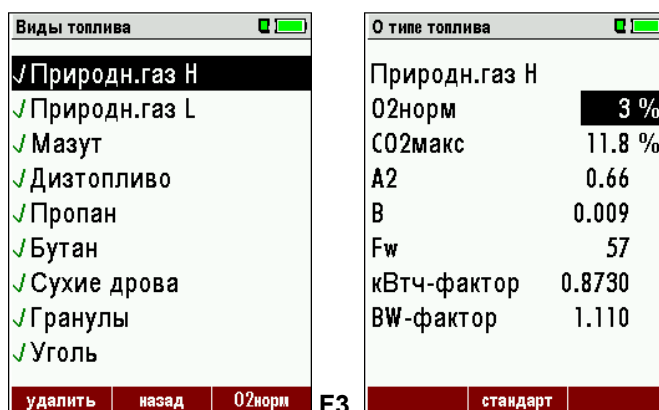 Виды топлива
Природн.газ H
Природн.газ L
Мазут
Дизтопливо
Пропан
Бутан
Сухие дрова
Гранулы
Уголь
удалить назад O2норм
F3
О типе топлива
Природн.газ H
O2норм 3 %
CO2макс 11.8 %
A2 0.66
B 0.009
Fw 57
кВтч-фактор 0.8730
BW-фактор 1.110
стандарт